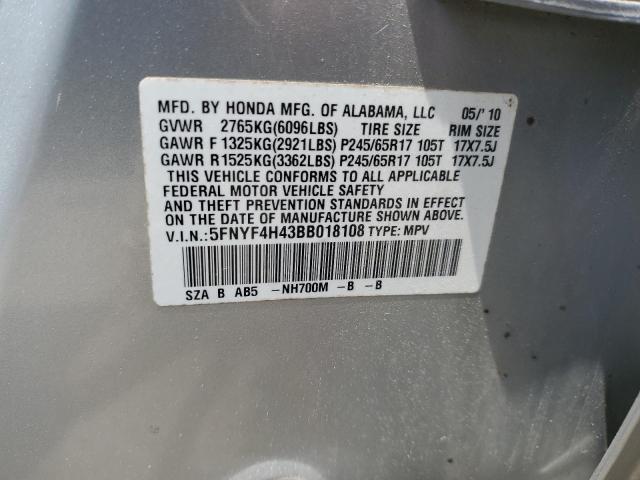 MFD. BY HONDA MFG. OF ALABAMA, LLC 05/'10
GVWR 2765KG(6096LBS) TIRE SIZE RIM SIZE
GAWR F 1325KG(2921LBS) P245/65R17 105T 17X7.5J
GAWR R 1525KG(3362LBS) P245/65R17 105T 17X7.5J
THIS VEHICLE CONFORMS TO ALL APPLICABLE
FEDERAL MOTOR VEHICLE SAFETY
AND THEFT PREVENTION STANDARDS IN EFFECT
ON THE DATE OF MANUFACTURE SHOWN ABOVE.
V.I.N.:5FNYF4H43BB018108 TYPE: MPV
SZA B AB5 -NH700M -B -B